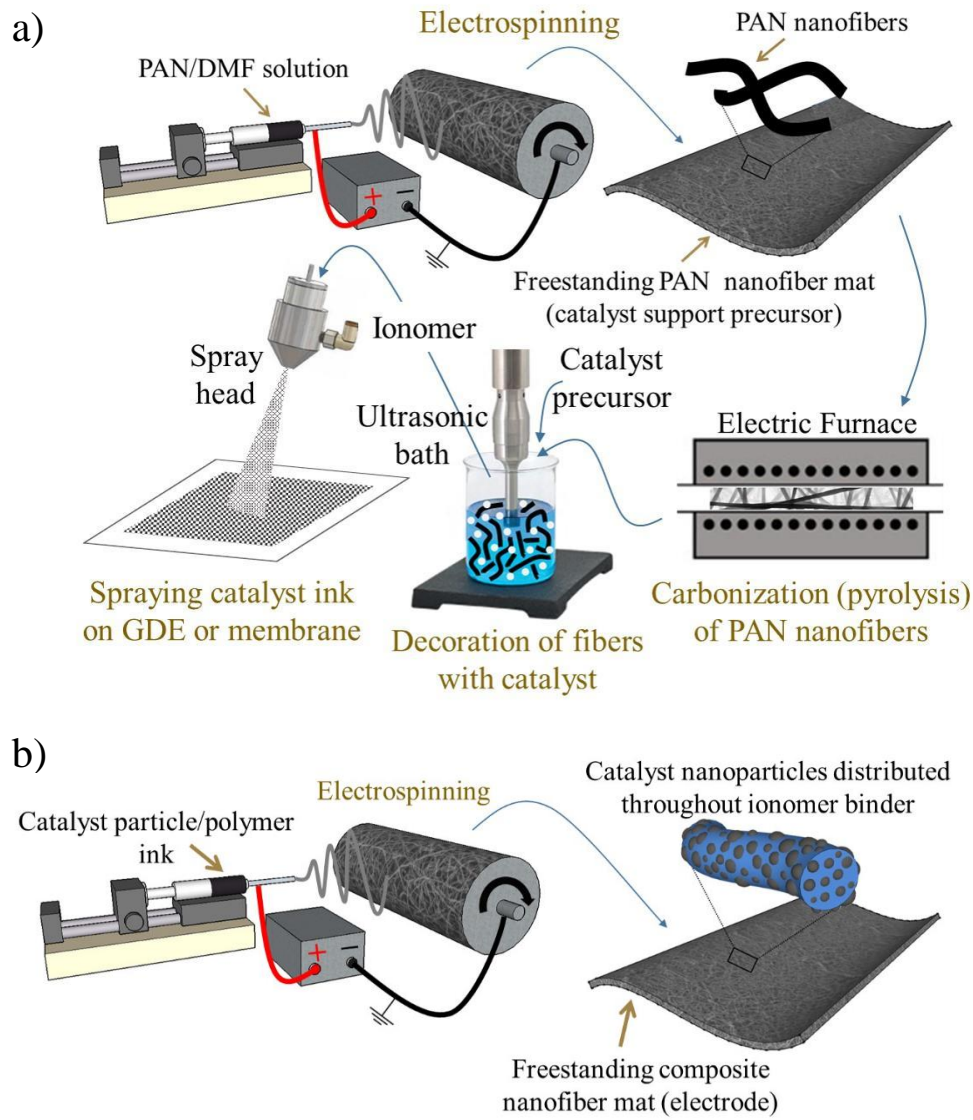 a)
Electrospinning
PAN nanofibers
PAN/DMF solution
+
−
Freestanding PAN nanofiber mat
(catalyst support precursor)
Ionomer
Spray
head
Catalyst
precursor
Ultrasonic
bath
Electric Furnace
Spraying catalyst ink
on GDE or membrane
Decoration of fibers
with catalyst
Carbonization (pyrolysis)
of PAN nanofibers
b)
Electrospinning
Catalyst nanoparticles distributed
throughout ionomer binder
Catalyst particle/polymer
ink
+
−
Freestanding composite
nanofiber mat (electrode)